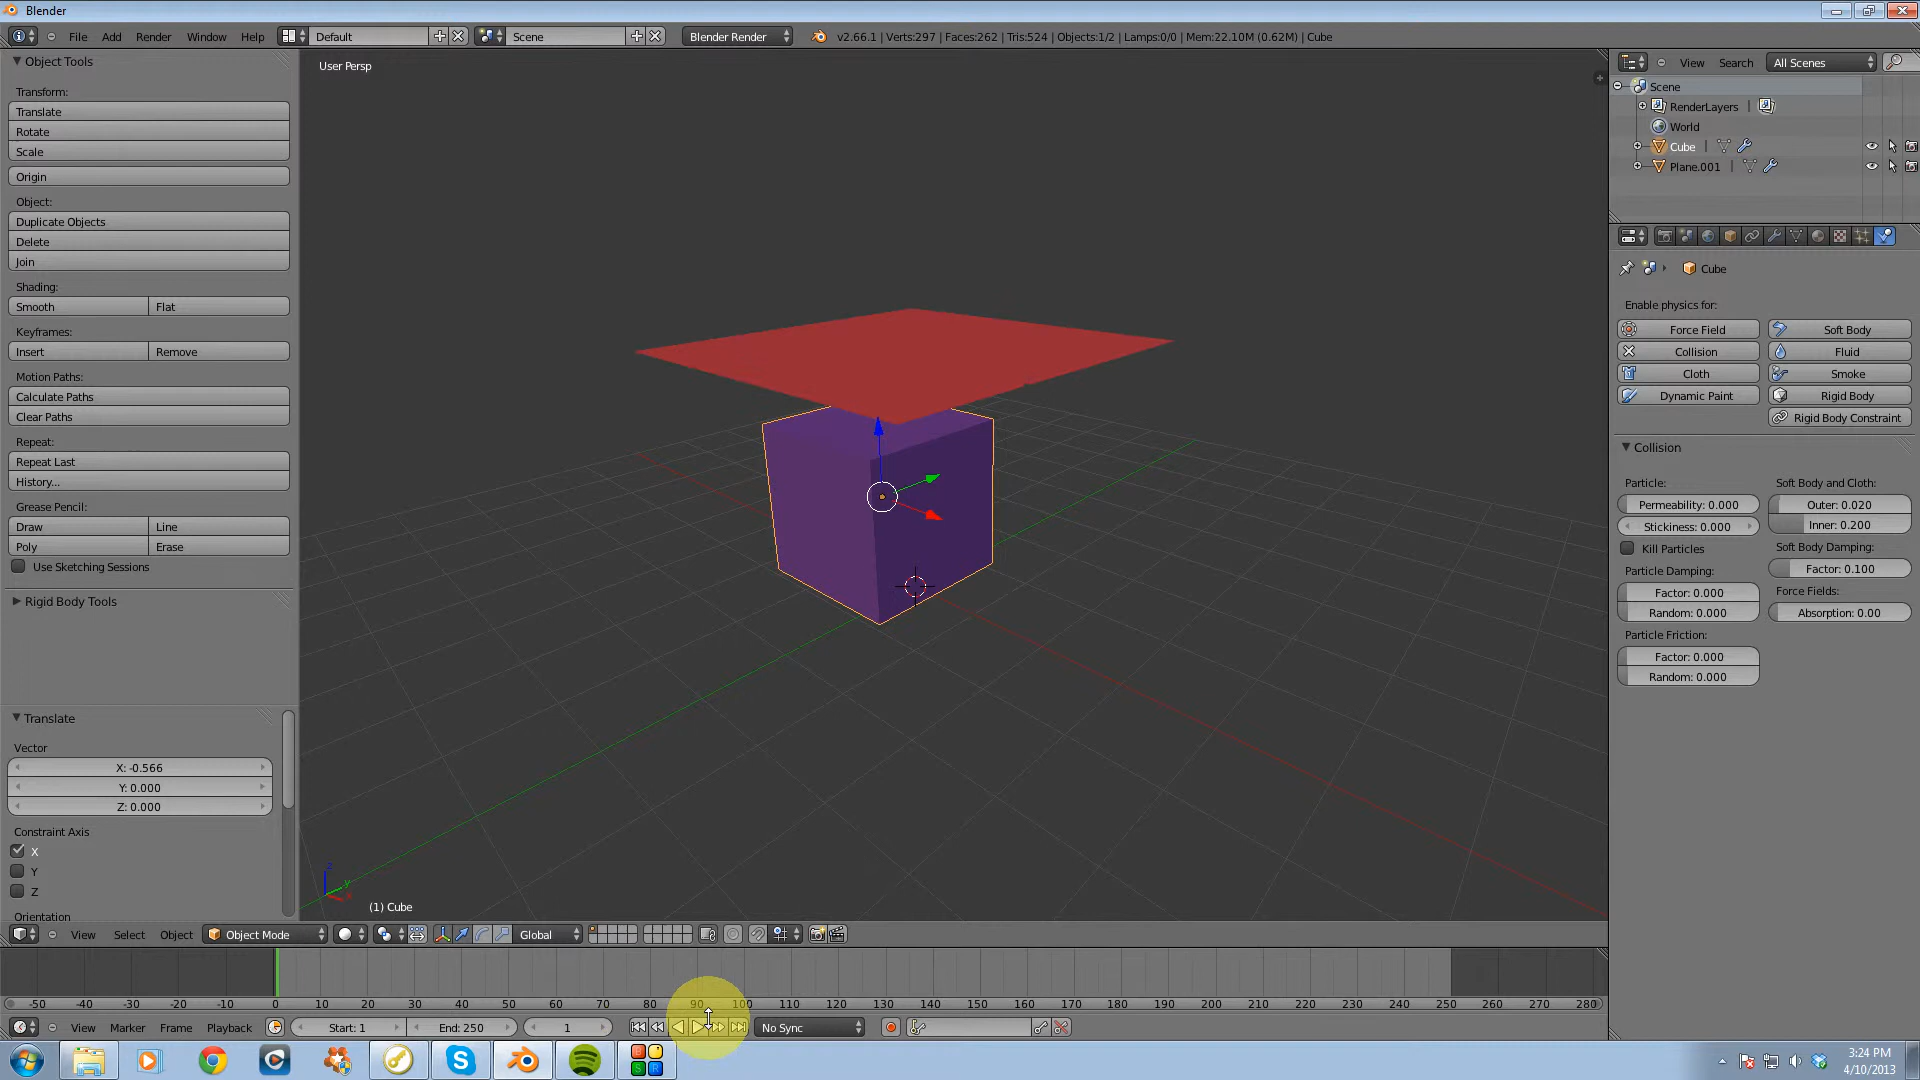 Blender
File Add Render Window Help Default Scene Blender Render v2.66.1 | Verts:297 | Faces:262 | Tris:524 | Objects:1/2 | Lamps:0/0 | Mem:22.10M (0.62M) | Cube
Object Tools
Transform:
Translate
Rotate
Scale
Origin
Object:
Duplicate Objects
Delete
Join
Shading:
Smooth Flat
Keyframes:
Insert Remove
Motion Paths:
Calculate Paths
Clear Paths
Repeat:
Repeat Last
History...
Grease Pencil:
Draw Line
Poly Erase
Use Sketching Sessions
Rigid Body Tools
Translate
Vector
X: -0.566
Y: 0.000
Z: 0.000
Constraint Axis
X
Y
Z
Orientation
User Persp
z
y
x
(1) Cube
View Select Object Object Mode Global
View Search All Scenes
Scene
RenderLayers |
World
Cube |
Plane.001 |
Cube
Enable physics for:
Force Field Soft Body
Collision Fluid
Cloth Smoke
Dynamic Paint Rigid Body
Rigid Body Constraint
Collision
Particle: Soft Body and Cloth:
Permeability: 0.000 Outer: 0.020
Stickiness: 0.000 Inner: 0.200
Kill Particles Soft Body Damping:
Particle Damping: Factor: 0.100
Factor: 0.000 Force Fields:
Random: 0.000 Absorption: 0.00
Particle Friction:
Factor: 0.000
Random: 0.000
-50 -40 -30 -20 -10 0 10 20 30 40 50 60 70 80 90 100 110 120 130 140 150 160 170 180 190 200 210 220 230 240 250 260 270 280
View Marker Frame Playback Start: 1 End: 250 1 No Sync
B S R
3:24 PM
4/10/2013